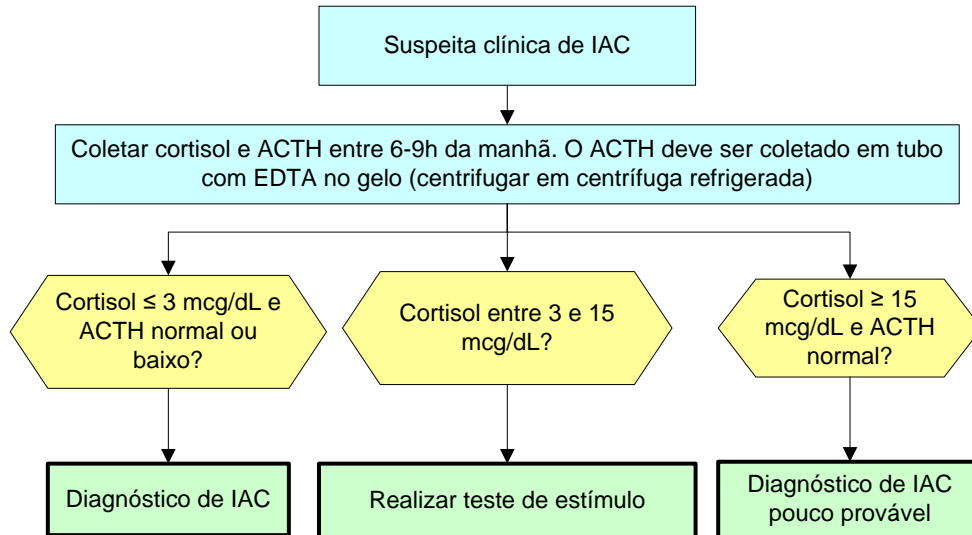 Suspeita clínica de IAC
Coletar cortisol e ACTH entre 6-9h da manhã. O ACTH deve ser coletado em tubo
com EDTA no gelo (centrifugar em centrífuga refrigerada)
Cortisol ≤ 3 mcg/dL e
ACTH normal ou
baixo?
Cortisol entre 3 e 15
mcg/dL?
Cortisol ≥ 15
mcg/dL e ACTH
normal?
Diagnóstico de IAC
Realizar teste de estímulo
Diagnóstico de IAC
pouco provável